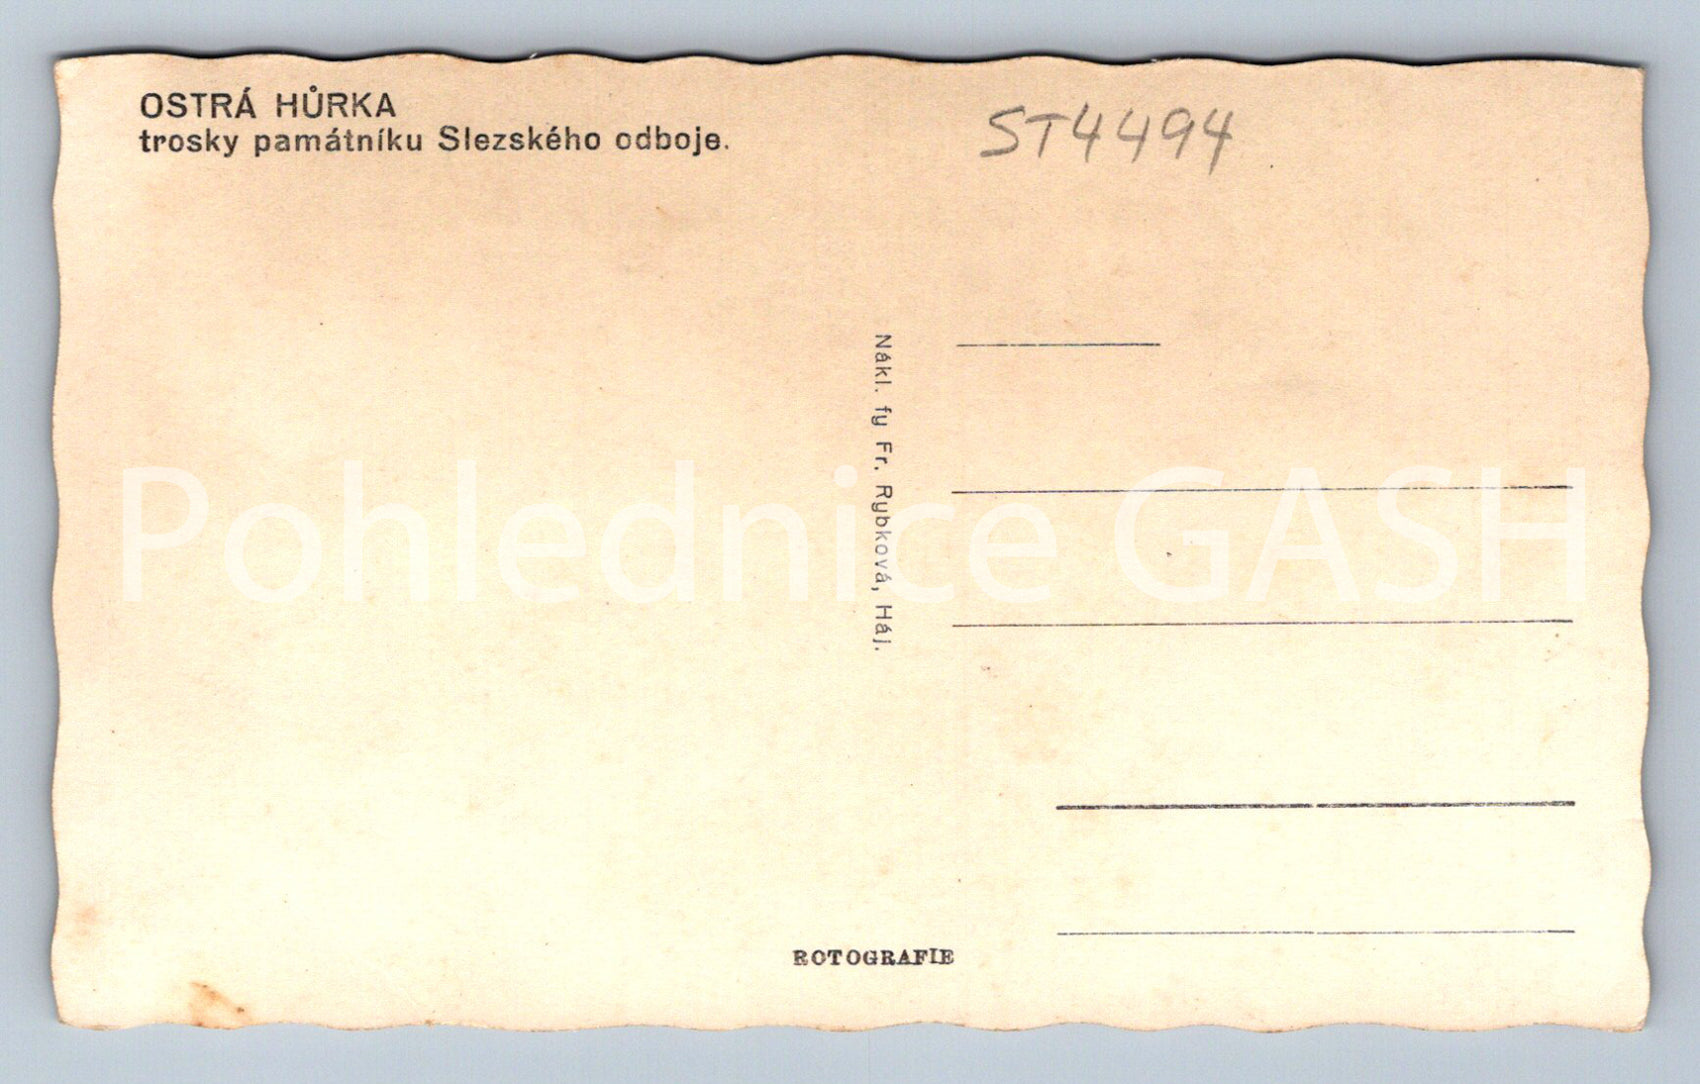 OSTRÁ HŮRKA
trosky památníku Slezského odboje.
ST4494
Nákl. fy Fr. Rybková, Háj.
Pohlednice GASH
ROTOGRAFIE